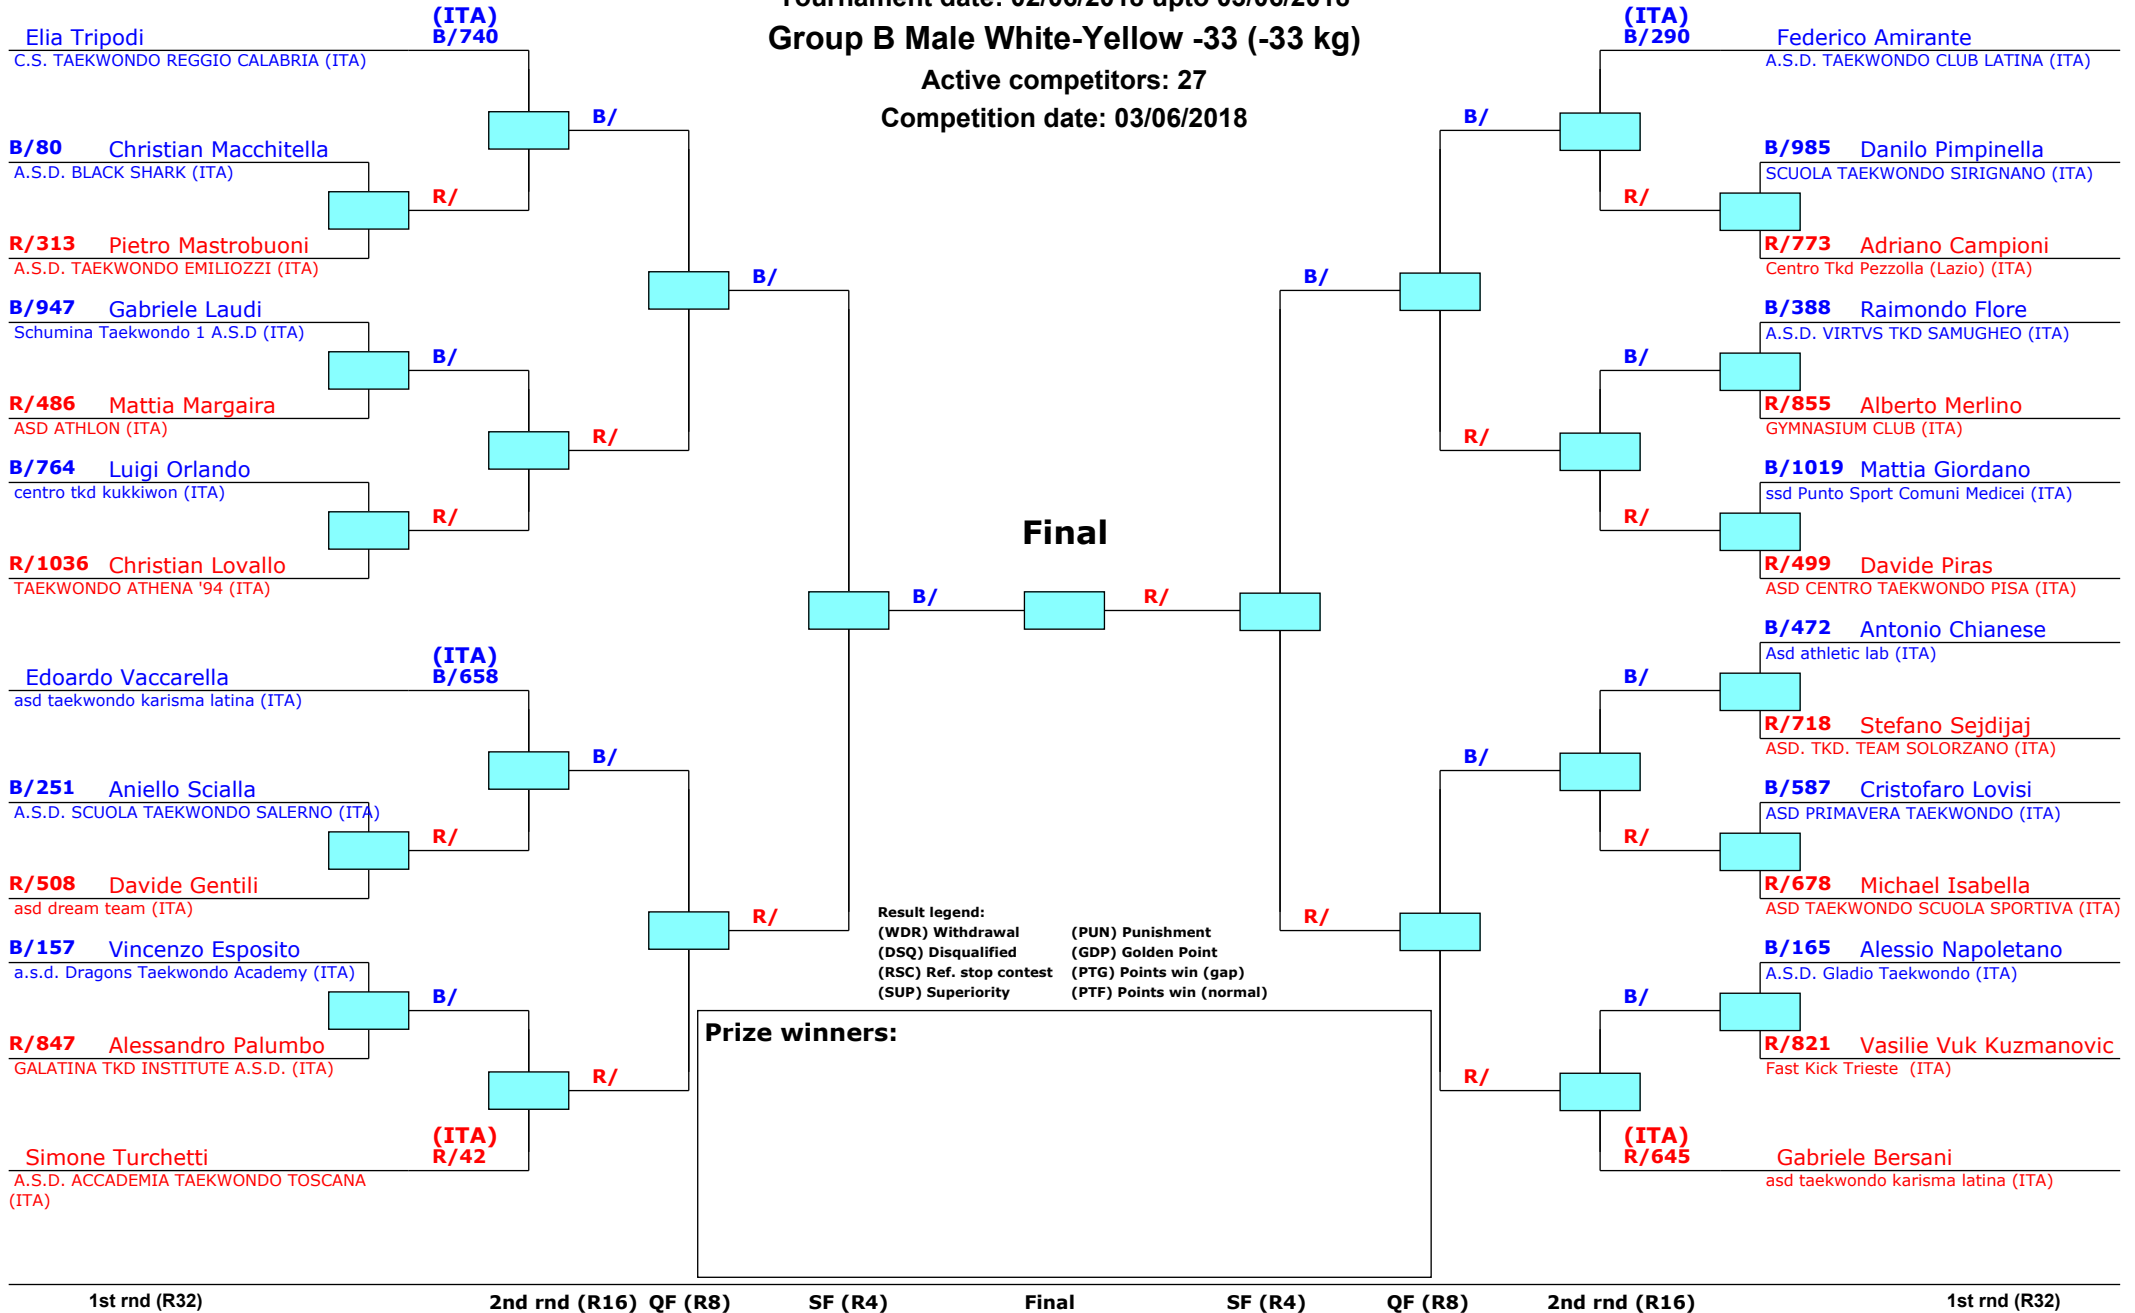 Tournament date: 02/06/2018 upto 03/06/2018
Group B Male White-Yellow -33 (-33 kg)
Active competitors: 27
Competition date: 03/06/2018
(ITA)
Elia Tripodi B/740
C.S. TAEKWONDO REGGIO CALABRIA (ITA)
B/
B/80 Christian Macchitella
A.S.D. BLACK SHARK (ITA)
R/
R/313 Pietro Mastrobuoni
A.S.D. TAEKWONDO EMILIOZZI (ITA)
B/
B/947 Gabriele Laudi
Schumina Taekwondo 1 A.S.D (ITA)
B/
R/486 Mattia Margaira
ASD ATHLON (ITA)
R/
B/764 Luigi Orlando
centro tkd kukkiwon (ITA)
R/
R/1036 Christian Lovallo
TAEKWONDO ATHENA '94 (ITA)
B/
(ITA)
Edoardo Vaccarella B/658
asd taekwondo karisma latina (ITA)
B/
B/251 Aniello Scialla
A.S.D. SCUOLA TAEKWONDO SALERNO (ITA)
R/
R/508 Davide Gentili
asd dream team (ITA)
R/
B/157 Vincenzo Esposito
a.s.d. Dragons Taekwondo Academy (ITA)
B/
R/847 Alessandro Palumbo
GALATINA TKD INSTITUTE A.S.D. (ITA)
R/
(ITA)
Simone Turchetti R/42
A.S.D. ACCADEMIA TAEKWONDO TOSCANA
(ITA)
Final
R/
(ITA)
B/290 Federico Amirante
A.S.D. TAEKWONDO CLUB LATINA (ITA)
B/
B/985 Danilo Pimpinella
SCUOLA TAEKWONDO SIRIGNANO (ITA)
R/
R/773 Adriano Campioni
Centro Tkd Pezzolla (Lazio) (ITA)
B/
B/388 Raimondo Flore
A.S.D. VIRTVS TKD SAMUGHEO (ITA)
B/
R/855 Alberto Merlino
GYMNASIUM CLUB (ITA)
R/
B/1019 Mattia Giordano
ssd Punto Sport Comuni Medicei (ITA)
R/
R/499 Davide Piras
ASD CENTRO TAEKWONDO PISA (ITA)
B/472 Antonio Chianese
Asd athletic lab (ITA)
B/
R/718 Stefano Sejdijaj
ASD. TKD. TEAM SOLORZANO (ITA)
B/
B/587 Cristofaro Lovisi
ASD PRIMAVERA TAEKWONDO (ITA)
R/
R/678 Michael Isabella
ASD TAEKWONDO SCUOLA SPORTIVA (ITA)
R/
B/165 Alessio Napoletano
A.S.D. Gladio Taekwondo (ITA)
B/
R/821 Vasilie Vuk Kuzmanovic
Fast Kick Trieste (ITA)
R/
(ITA)
R/645 Gabriele Bersani
asd taekwondo karisma latina (ITA)
Result legend:
(WDR) Withdrawal (PUN) Punishment
(DSQ) Disqualified (GDP) Golden Point
(RSC) Ref. stop contest (PTG) Points win (gap)
(SUP) Superiority (PTF) Points win (normal)
Prize winners:
1st rnd (R32) 2nd rnd (R16) QF (R8) SF (R4) Final SF (R4) QF (R8) 2nd rnd (R16) 1st rnd (R32)